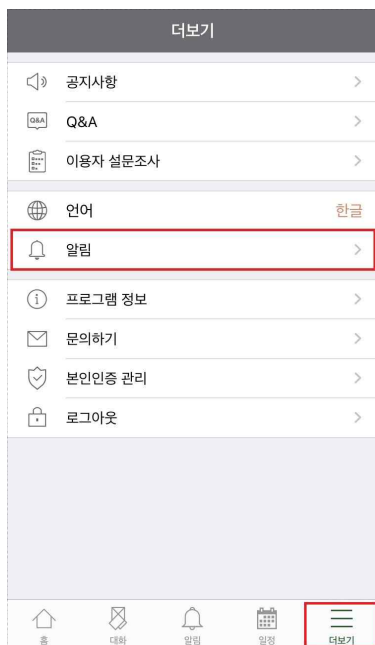 더보기
공지사항
Q&A
Q&A
이용자 설문조사
언어 한글
알림
프로그램 정보
문의하기
본인인증 관리
로그아웃
홈 대화 알림 일정 더보기